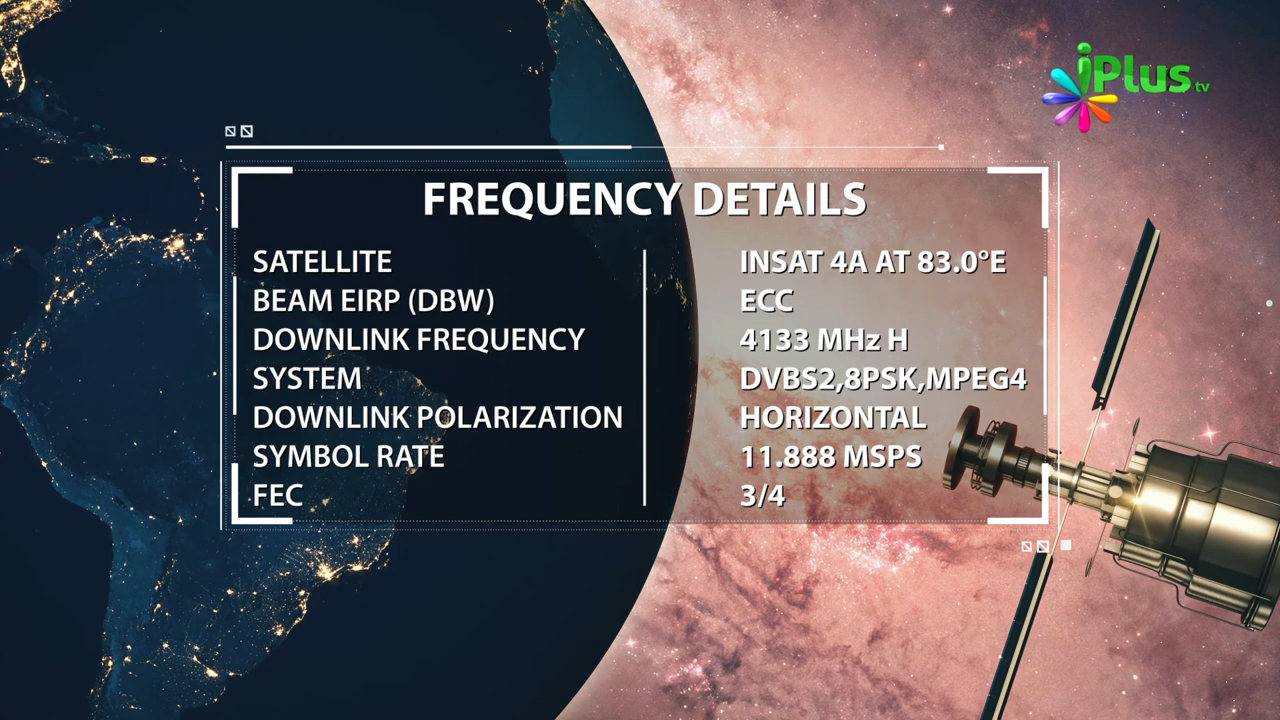 iPlus tv
FREQUENCY DETAILS
SATELLITE INSAT 4A AT 83.0°E
BEAM EIRP (DBW) ECC
DOWNLINK FREQUENCY 4133 MHz H
SYSTEM DVBS2,8PSK,MPEG4
DOWNLINK POLARIZATION HORIZONTAL
SYMBOL RATE 11.888 MSPS
FEC 3/4